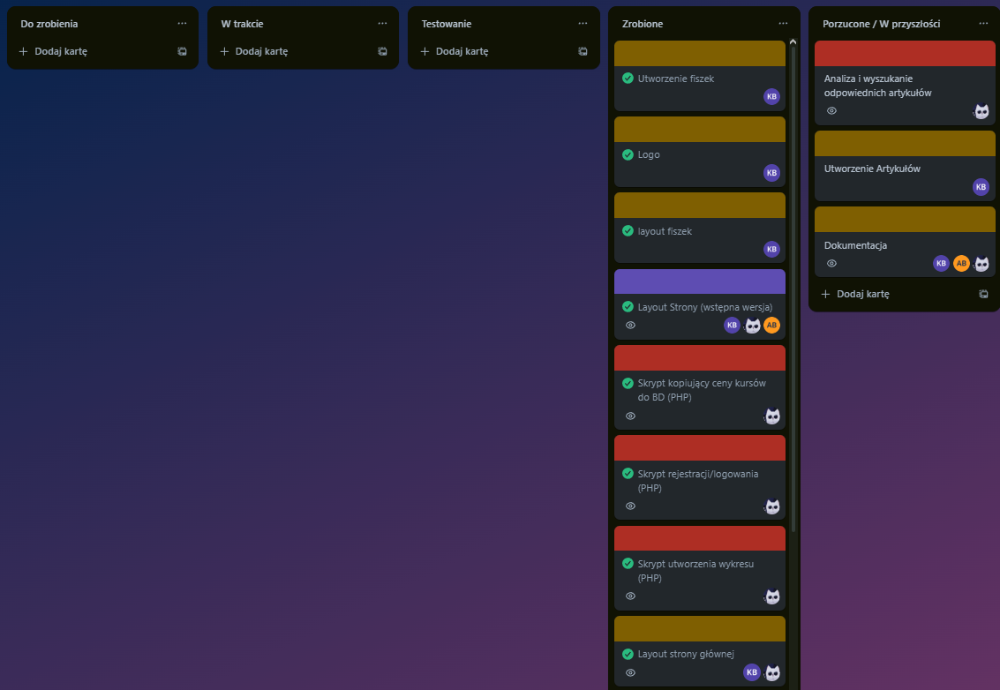 Do zrobienia
Dodaj kartę
W trakcie
Dodaj kartę
Testowanie
Dodaj kartę
Zrobione
Utworzenie fiszek
KB
Logo
KB
layout fiszek
KB
Layout Strony (wstępna wersja)
KB AB
Skrypt kopiujący ceny kursów
do BD (PHP)
Skrypt rejestracji/logowania
(PHP)
Skrypt utworzenia wykresu
(PHP)
Layout strony głównej
KB
Porzucone / W przyszłości
Analiza i wyszukanie
odpowiednich artykułów
Utworzenie Artykułów
KB
Dokumentacja
KB AB
Dodaj kartę